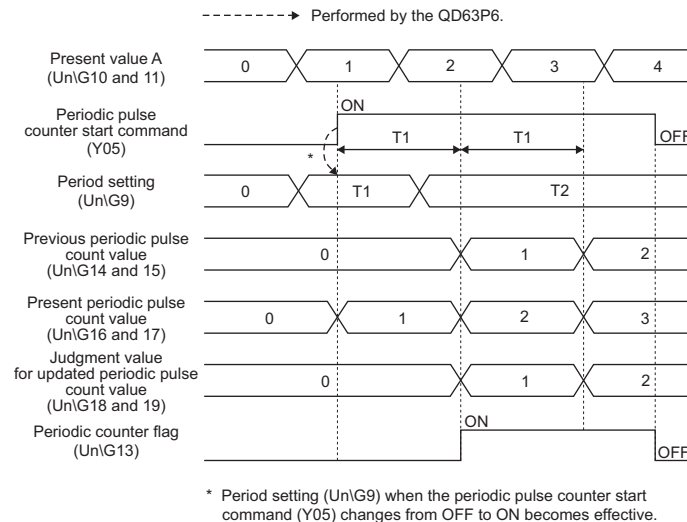 Performed by the QD63P6.
Present value A
(Un\G10 and 11)
0 1 2 3 4
Periodic pulse
counter start command
(Y05)
ON
T1 T1
OFF
*
Period setting
(Un\G9)
0 T1 T2
Previous periodic pulse
count value
(Un\G14 and 15)
0 1 2
Present periodic pulse
count value
(Un\G16 and 17)
0 1 2 3
Judgment value
for updated periodic pulse
count value
(Un\G18 and 19)
0 1 2
Periodic counter flag
(Un\G13)
ON
OFF
* Period setting (Un\G9) when the periodic pulse counter start
command (Y05) changes from OFF to ON becomes effective.